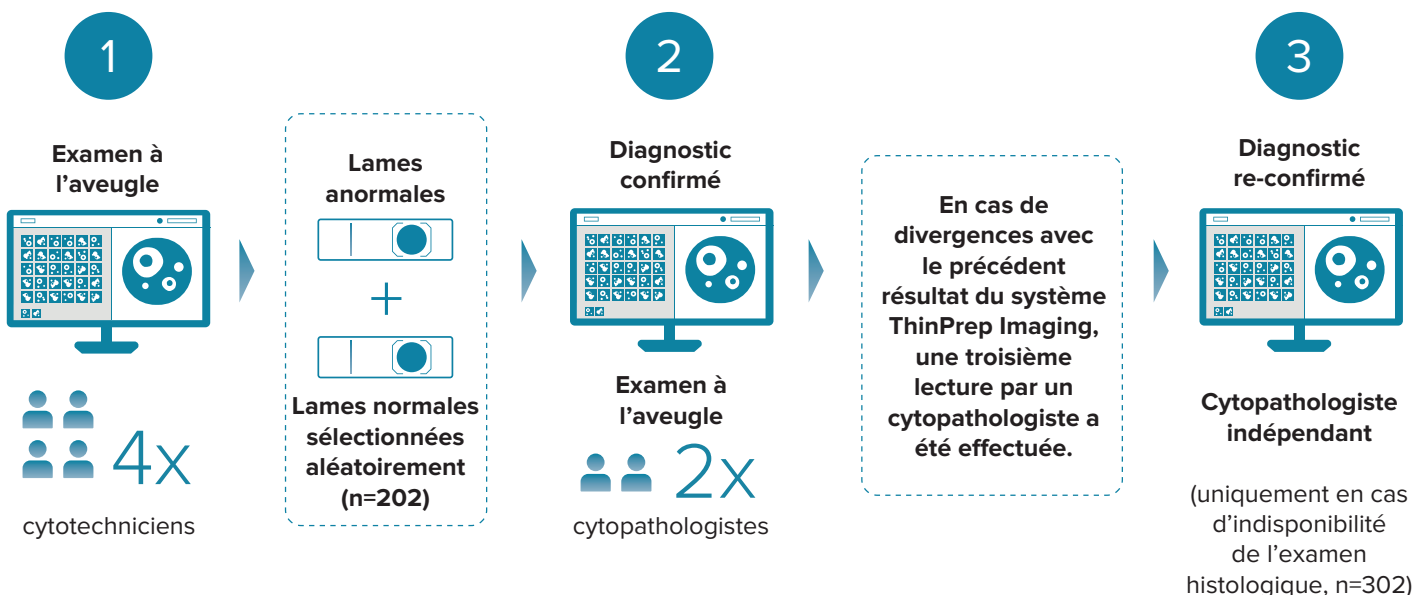 1
Examen à
l’aveugle
4x
cytotechniciens
Lames
anormales
+
Lames normales
sélectionnées
aléatoirement
(n=202)
2
Diagnostic
confirmé
Examen à
l’aveugle
2x
cytopathologistes
En cas de
divergences avec
le précédent
résultat du système
ThinPrep Imaging,
une troisième
lecture par un
cytopathologiste a
été effectuée.
3
Diagnostic
re-confirmé
Cytopathologiste
indépendant
(uniquement en cas
d’indisponibilité
de l’examen
histologique, n=302)